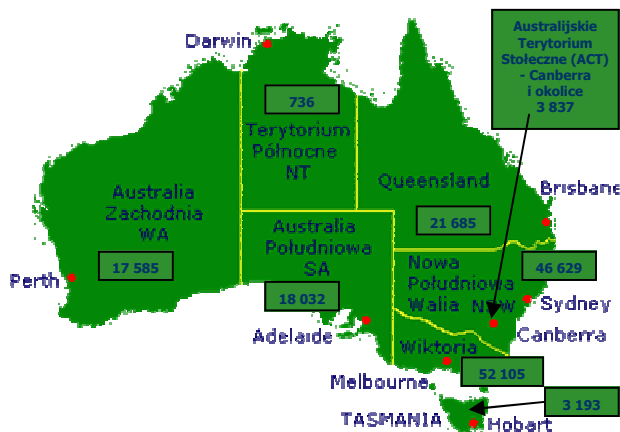 Darwin
Australijskie
Terytorium
Stołeczne (ACT)
- Canberra
i okolice
3 837
736
Terytorium
Północne
NT
Queensland
Brisbane
Australia
Zachodnia
WA
21 685
Australia
Południowa
SA
17 585
Nowa
Południowa
Walia NSW
46 629
Perth
18 032
Sydney
Adelaide
Canberra
Wiktoria
52 105
Melbourne
3 193
TASMANIA
Hobart